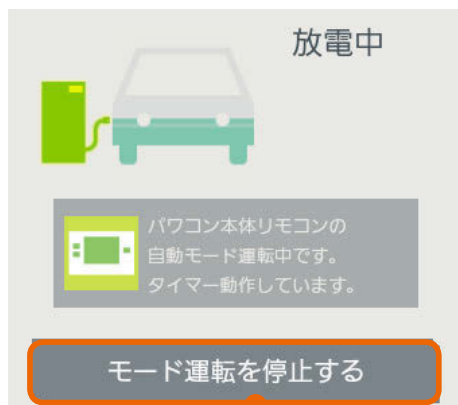 放電中
パワコン本体リモコンの
自動モード運転中です。
タイマー動作しています。
モード運転を停止する